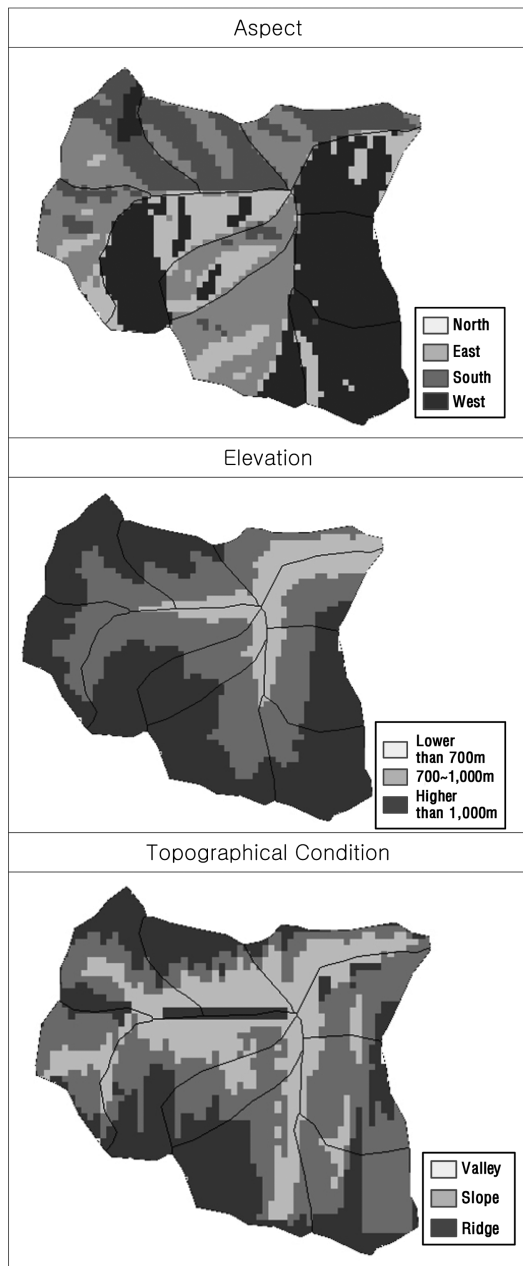 Aspect
North
East
South
West
Elevation
Lower
than 700m
700~1,000m
Higher
than 1,000m
Topographical Condition
Valley
Slope
Ridge